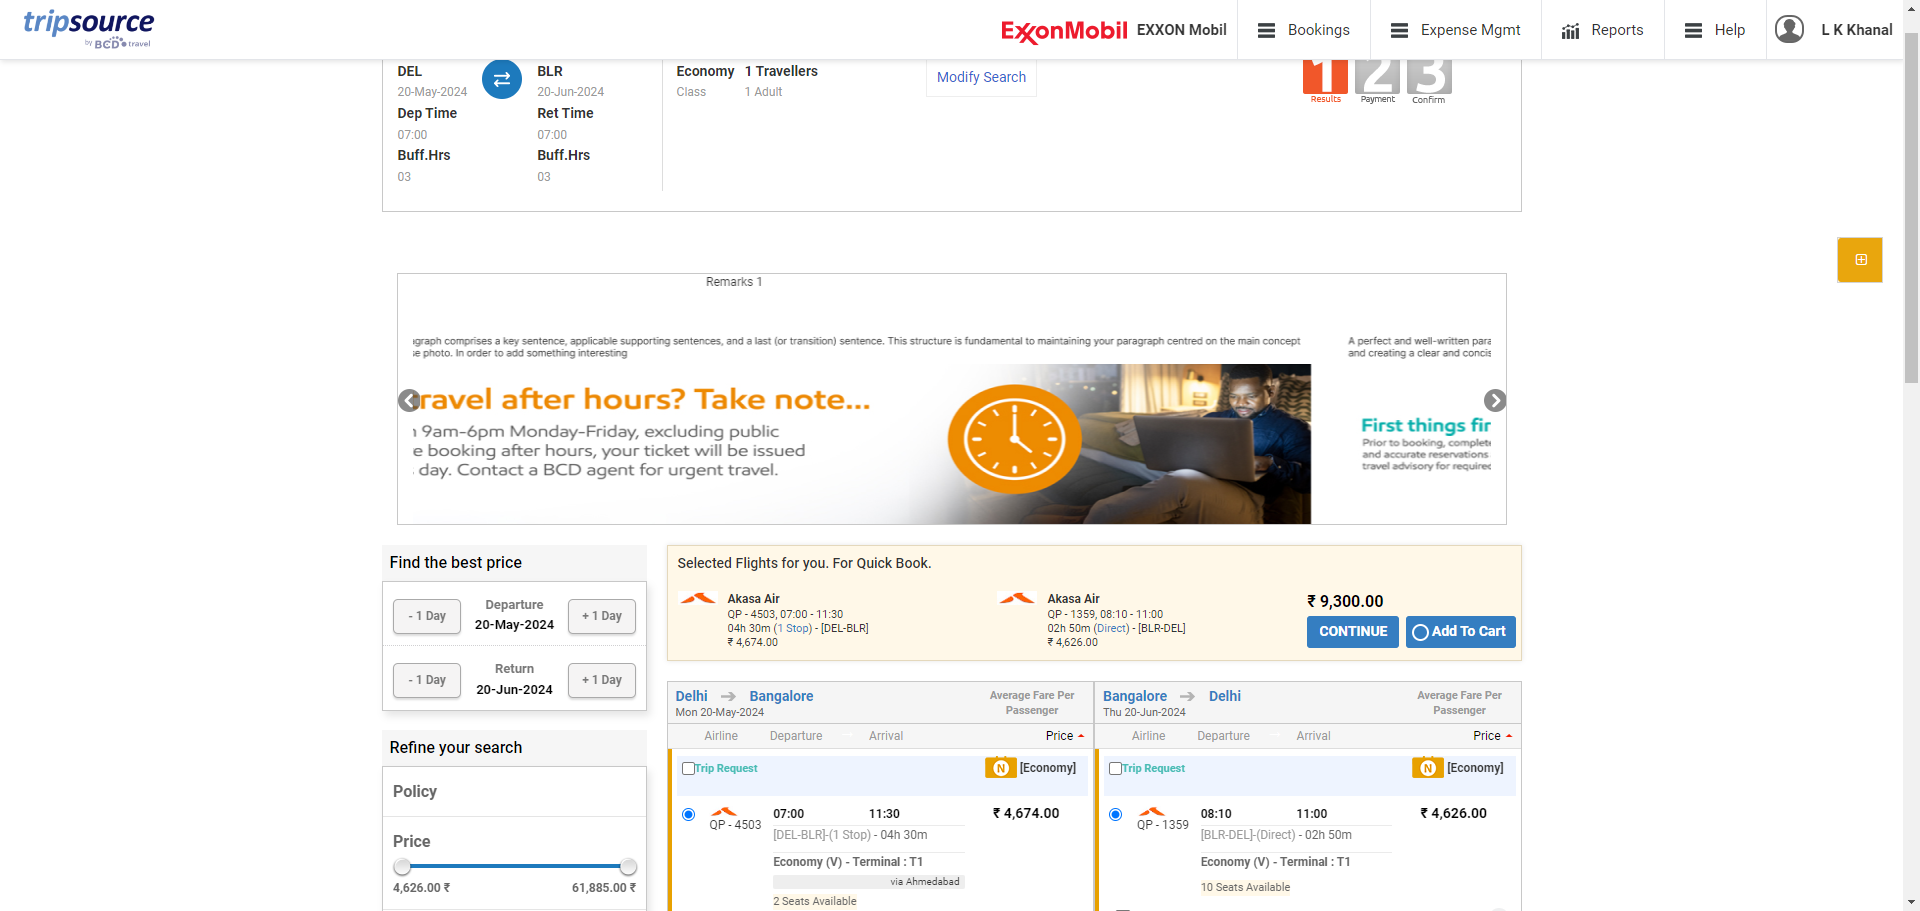 tripsource
by BCD travel
ExxonMobil EXXON Mobil
Bookings
Expense Mgmt
Reports
Help
L K Khanal
DEL
20-May-2024
Dep Time
07:00
Buff.Hrs
03
BLR
20-Jun-2024
Ret Time
07:00
Buff.Hrs
03
Economy
Class
1 Travellers
1 Adult
Modify Search
1 2 3
Results Payment Confirm
Remarks 1
graph comprises a key sentence, applicable supporting sentences, and a last (or transition) sentence. This structure is fundamental to maintaining your paragraph centred on the main concept
e photo. In order to add something interesting
ravel after hours? Take note...
9am-6pm Monday-Friday, excluding public
e booking after hours, your ticket will be issued
day. Contact a BCD agent for urgent travel.
A perfect and well-written para
and creating a clear and concis
First things fir
Prior to booking, complete
and accurate reservations
travel advisory for require
Find the best price
- 1 Day
Departure
20-May-2024
+ 1 Day
- 1 Day
Return
20-Jun-2024
+ 1 Day
Refine your search
Policy
Price
4,626.00 ₹ 61,885.00 ₹
Selected Flights for you. For Quick Book.
Akasa Air
QP - 4503, 07:00 - 11:30
04h 30m (1 Stop) - [DEL-BLR]
₹ 4,674.00
Akasa Air
QP - 1359, 08:10 - 11:00
02h 50m (Direct) - [BLR-DEL]
₹ 4,626.00
₹ 9,300.00
CONTINUE
Add To Cart
Delhi Bangalore
Mon 20-May-2024
Average Fare Per
Passenger
Airline Departure Arrival Price
Trip Request
N [Economy]
QP - 4503
07:00 11:30
₹ 4,674.00
[DEL-BLR]-(1 Stop) - 04h 30m
Economy (V) - Terminal : T1
via Ahmedabad
2 Seats Available
Bangalore Delhi
Thu 20-Jun-2024
Average Fare Per
Passenger
Airline Departure Arrival Price
Trip Request
N [Economy]
QP - 1359
08:10 11:00
₹ 4,626.00
[BLR-DEL]-(Direct) - 02h 50m
Economy (V) - Terminal : T1
10 Seats Available